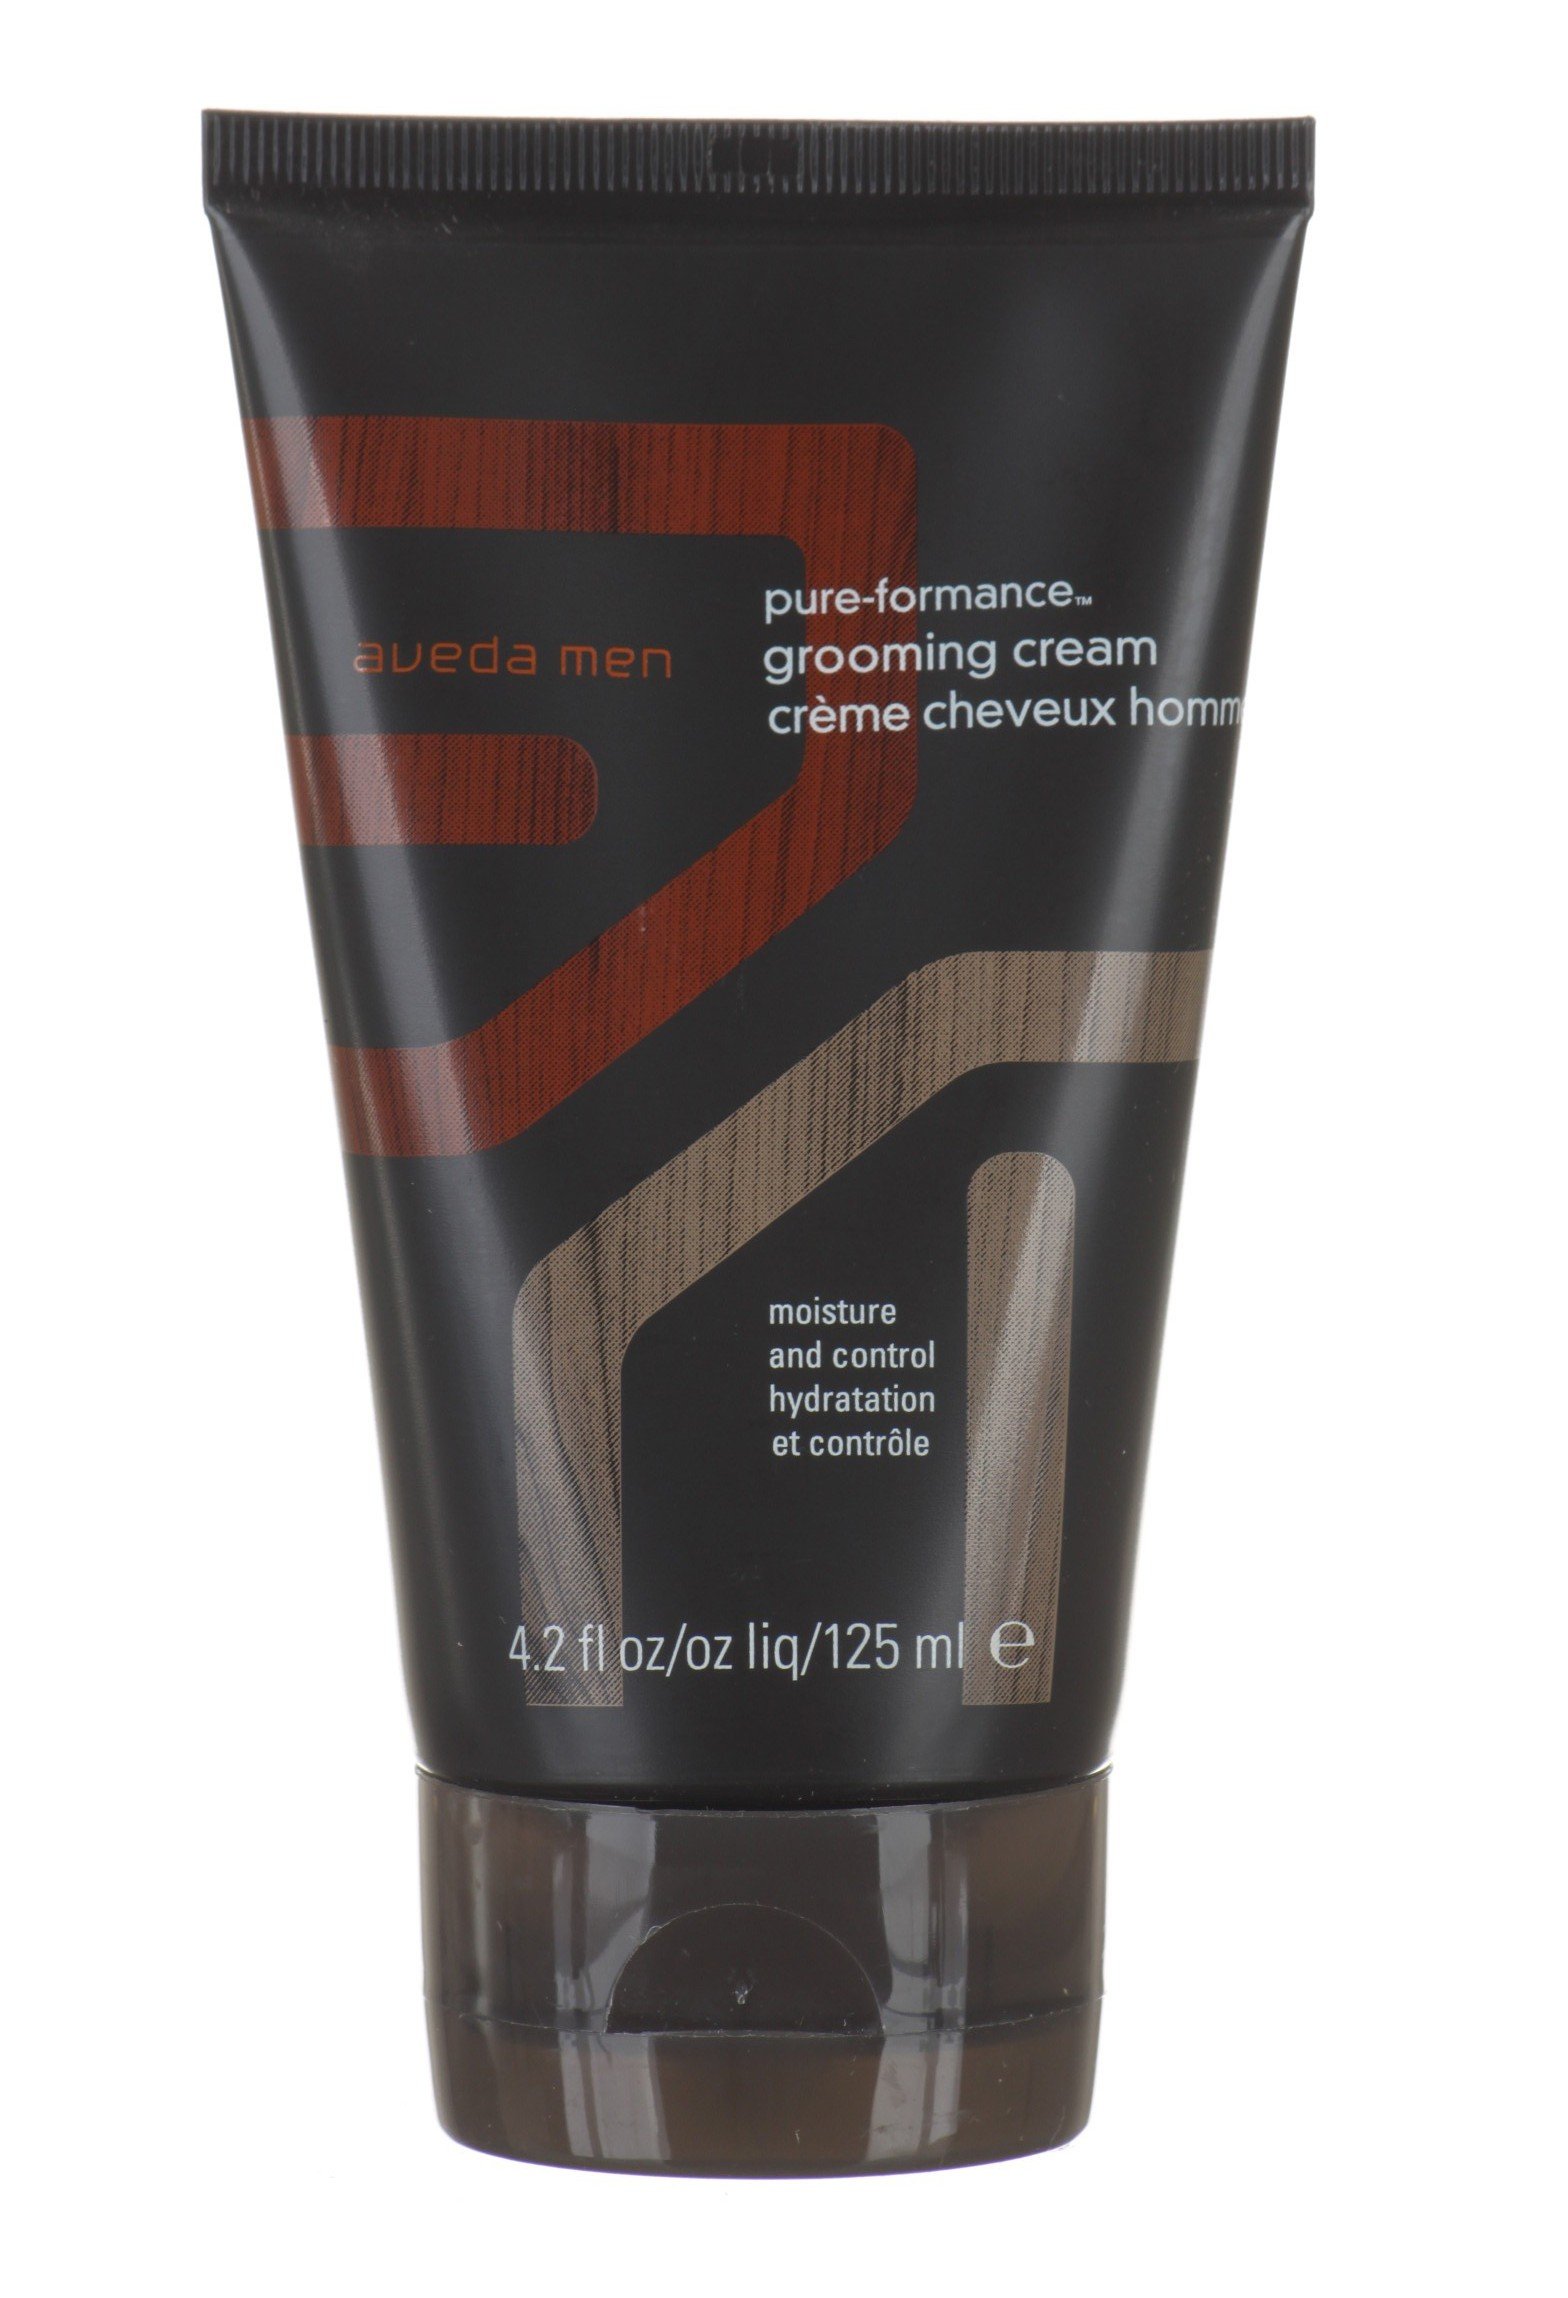 aveda men
pure-formance™
grooming cream
crème cheveux homme
moisture
and control
hydratation
et contrôle
4.2 fl oz/oz liq/125 ml ℮